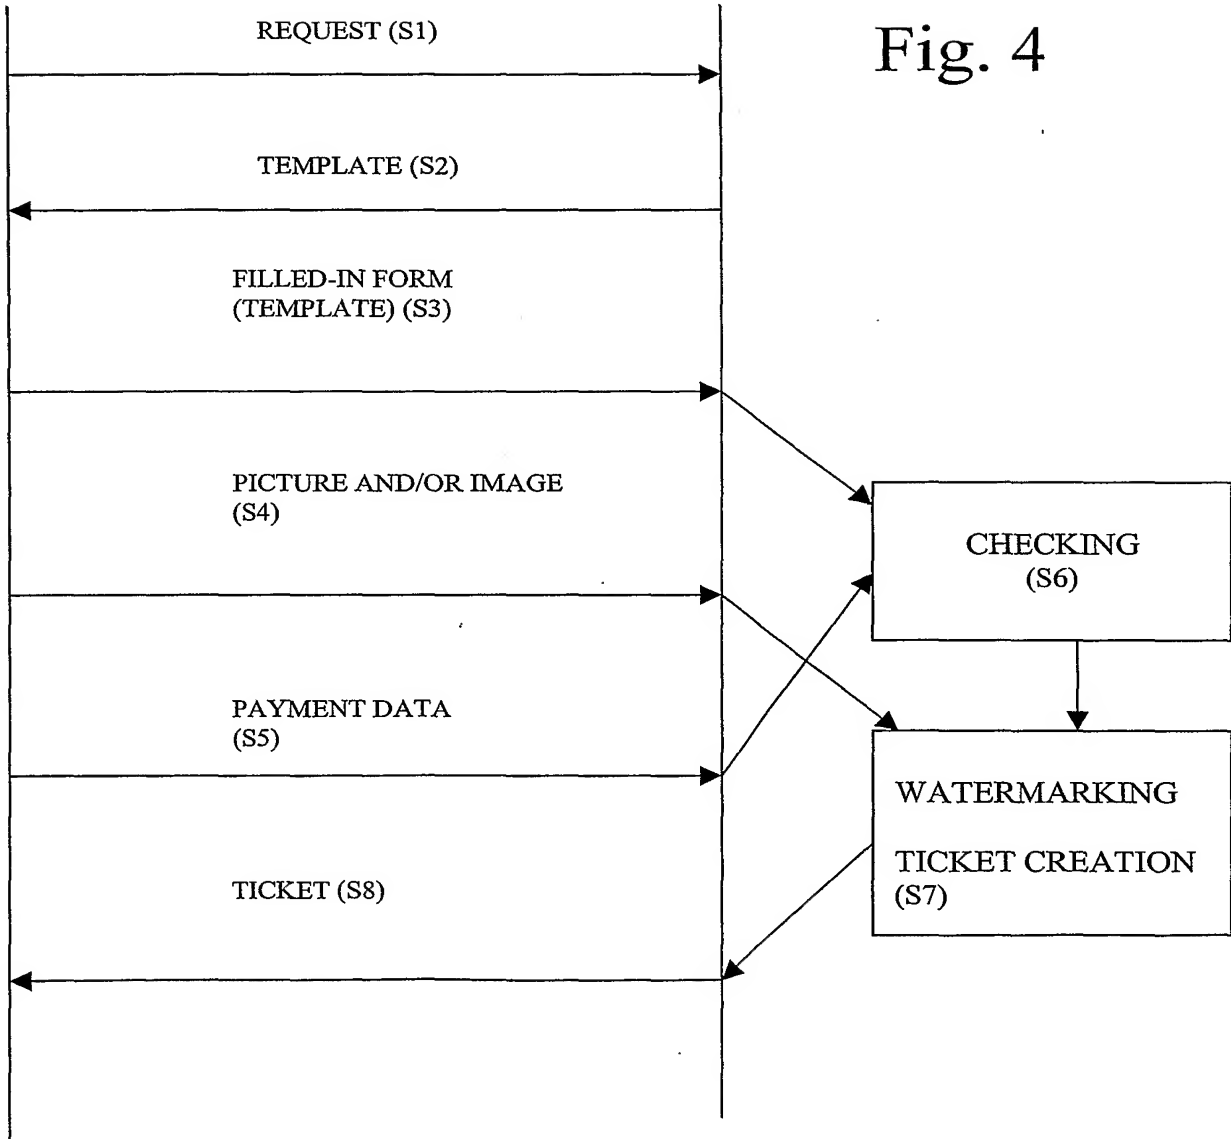 REQUEST (S1)
Fig. 4
TEMPLATE (S2)
FILLED-IN FORM
(TEMPLATE) (S3)
PICTURE AND/OR IMAGE
(S4)
CHECKING
(S6)
PAYMENT DATA
(S5)
WATERMARKING
TICKET CREATION
(S7)
TICKET (S8)